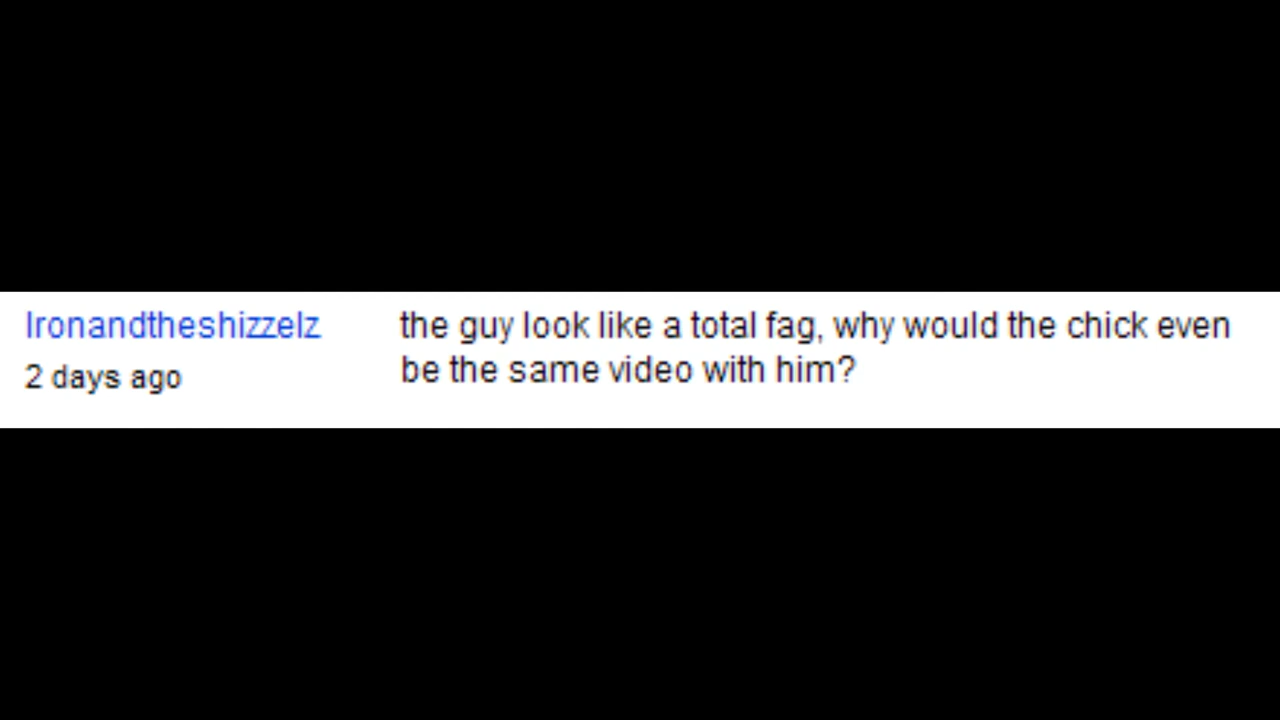 Ironandtheshizzelz
2 days ago
the guy look like a total fag, why would the chick even
be the same video with him?